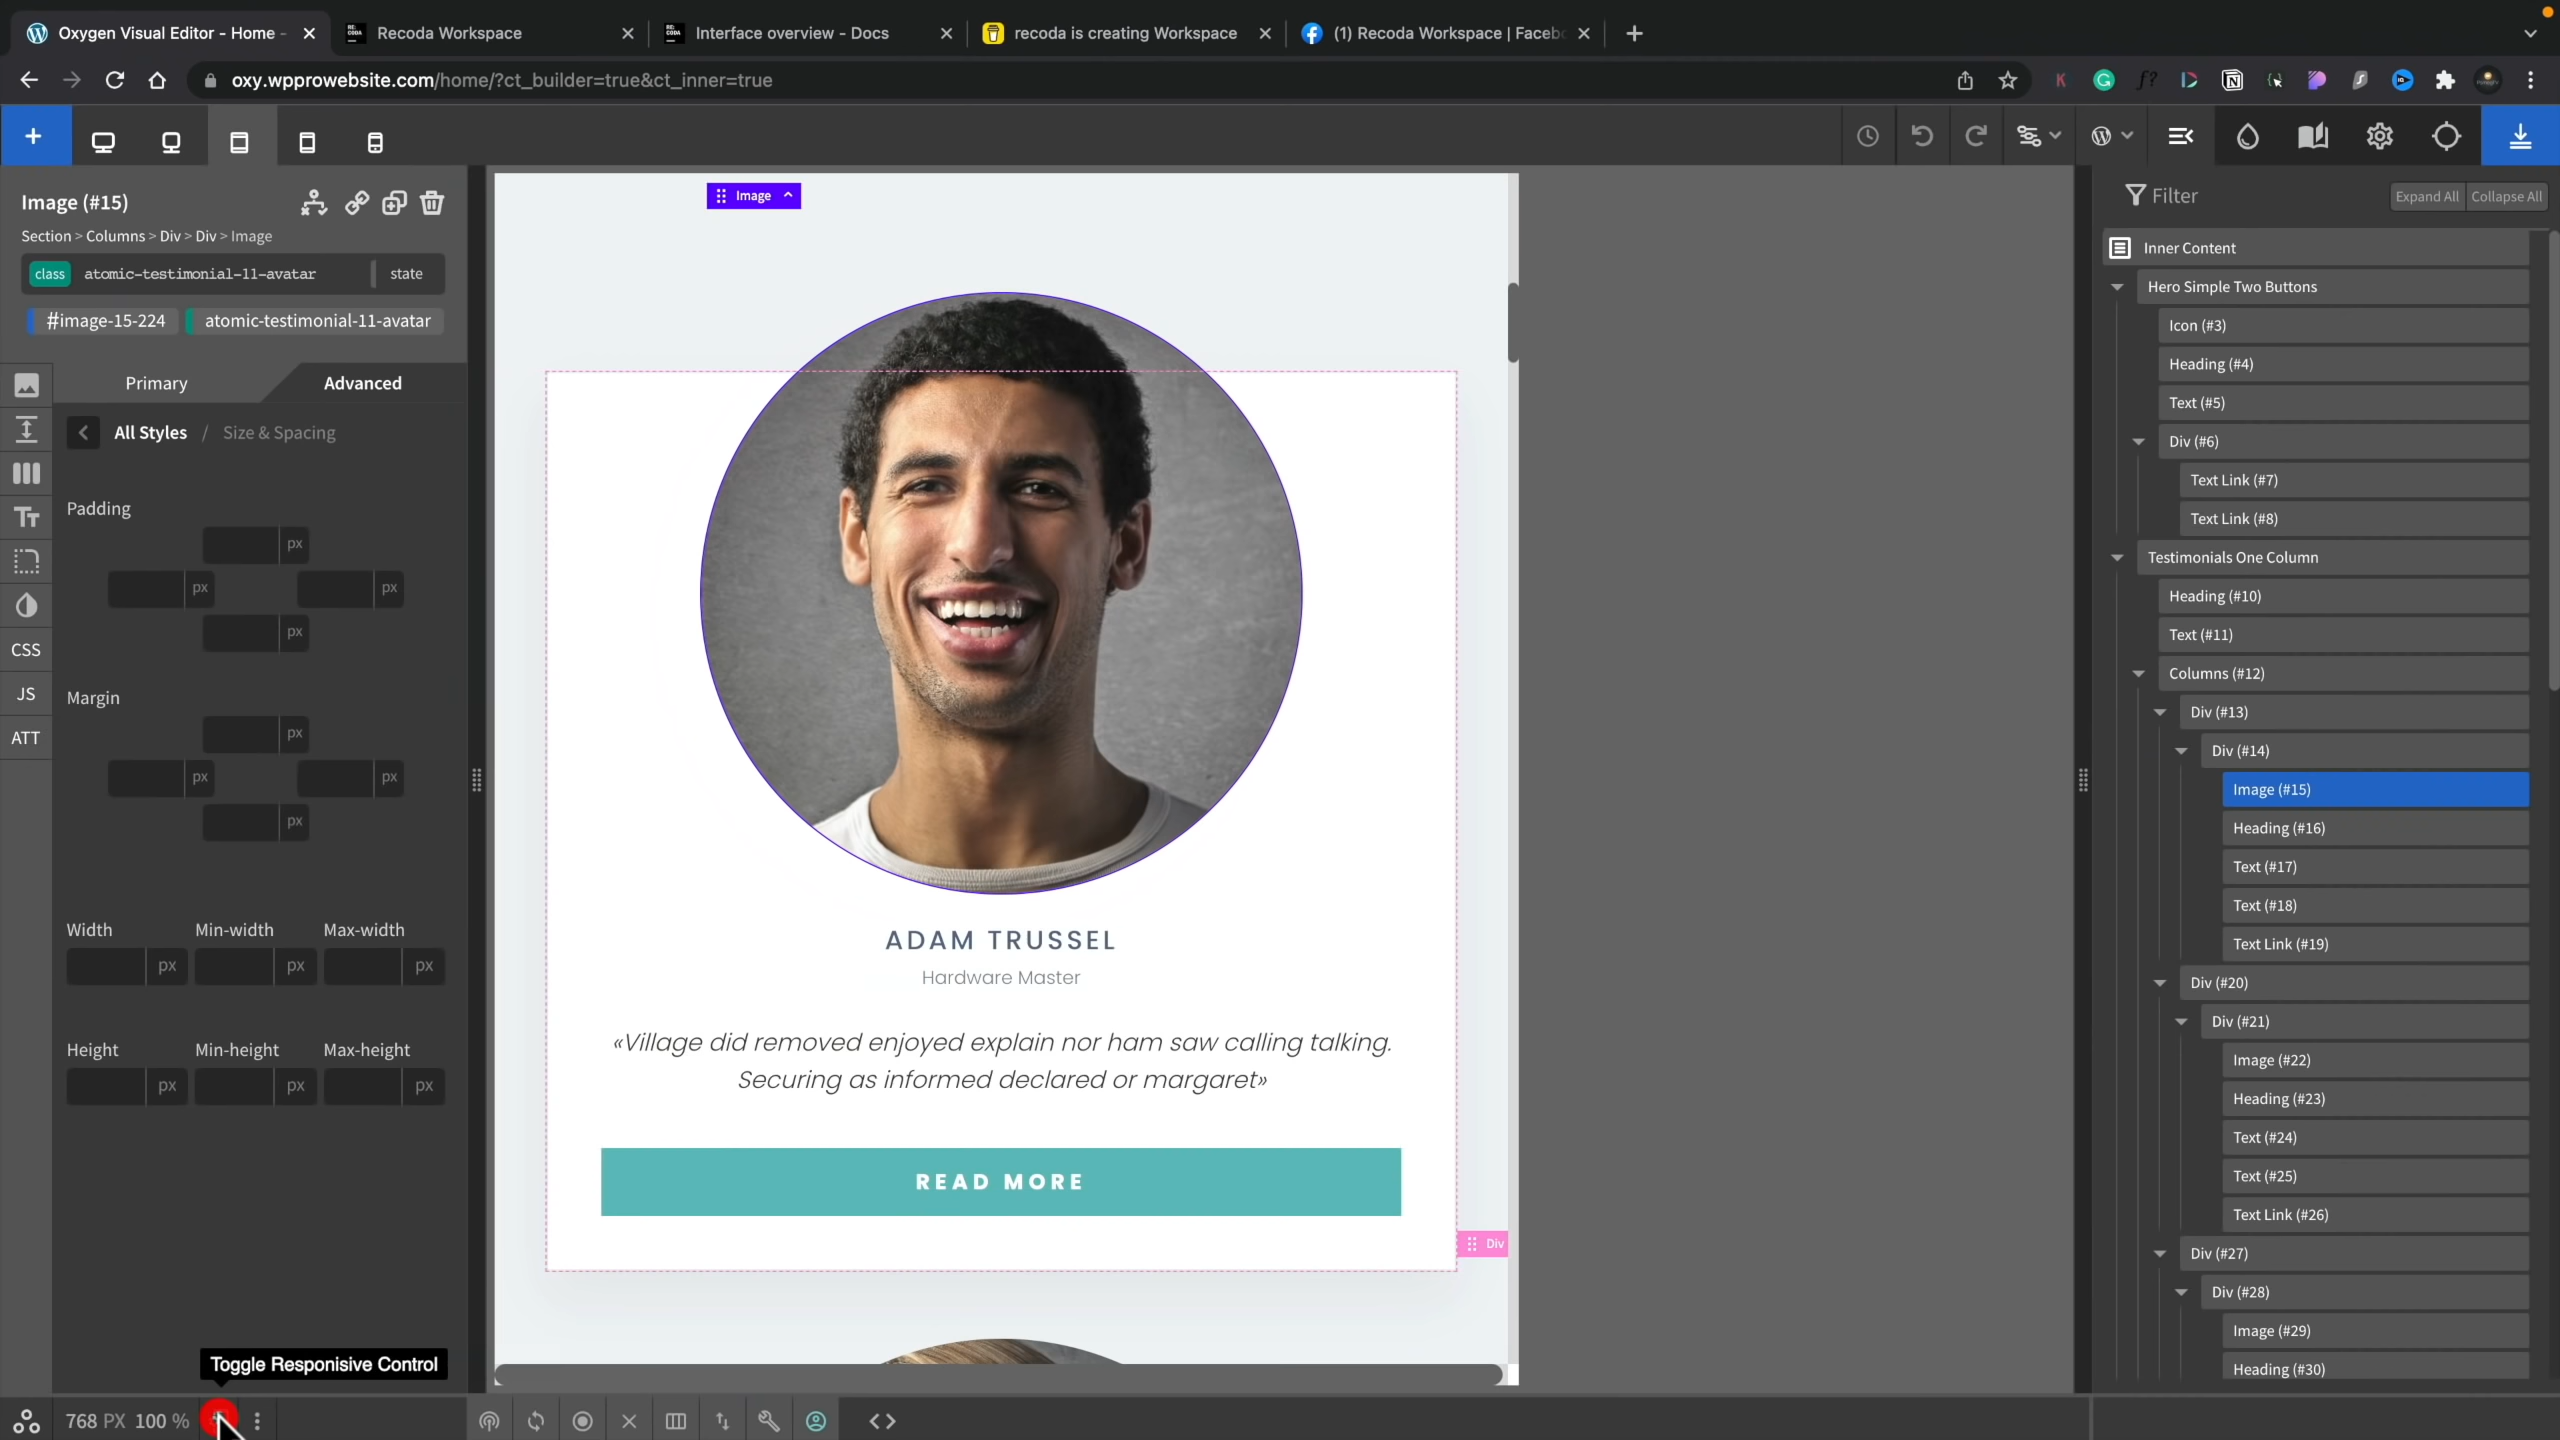 Oxygen Visual Editor - Home -
Recoda Workspace
Interface overview - Docs
recoda is creating Workspace
(1) Recoda Workspace | Facebo
oxy.wpprowebsite.com/home/?ct_builder=true&ct_inner=true
Image (#15)
Section > Columns > Div > Div > Image
class atomic-testimonial-11-avatar state
#image-15-224 atomic-testimonial-11-avatar
Primary Advanced
All Styles / Size & Spacing
Padding
px
px px
px
Margin
px
px px
px
Width Min-width Max-width
px px px
Height Min-height Max-height
px px px
CSS
JS
ATT
Toggle Responisive Control
768 PX 100 %
Image
ADAM TRUSSEL
Hardware Master
«Village did removed enjoyed explain nor ham saw calling talking.
Securing as informed declared or margaret»
READ MORE
Div
Filter
Expand All Collapse All
Inner Content
Hero Simple Two Buttons
Icon (#3)
Heading (#4)
Text (#5)
Div (#6)
Text Link (#7)
Text Link (#8)
Testimonials One Column
Heading (#10)
Text (#11)
Columns (#12)
Div (#13)
Div (#14)
Image (#15)
Heading (#16)
Text (#17)
Text (#18)
Text Link (#19)
Div (#20)
Div (#21)
Image (#22)
Heading (#23)
Text (#24)
Text (#25)
Text Link (#26)
Div (#27)
Div (#28)
Image (#29)
Heading (#30)